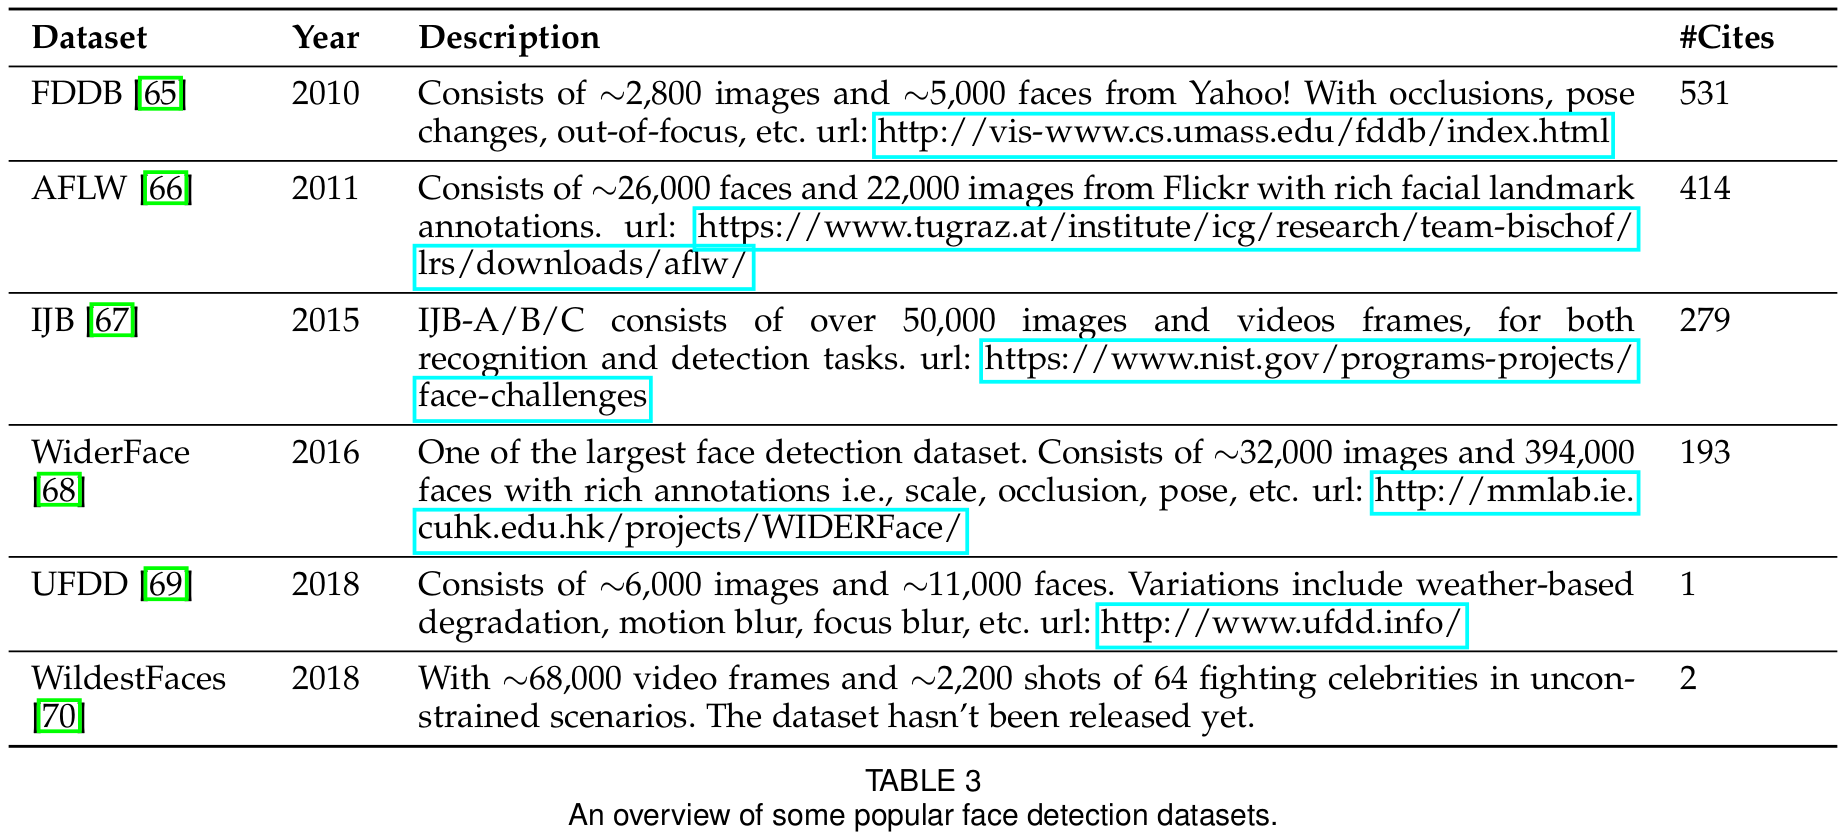 Dataset Year Description #Cites
FDDB [65] 2010 Consists of ∼2,800 images and ∼5,000 faces from Yahoo! With occlusions, pose 531
changes, out-of-focus, etc. url: http://vis-www.cs.umass.edu/fddb/index.html
AFLW [66] 2011 Consists of ∼26,000 faces and 22,000 images from Flickr with rich facial landmark 414
annotations. url: https://www.tugraz.at/institute/icg/research/team-bischof/
lrs/downloads/aflw/
IJB [67] 2015 IJB-A/B/C consists of over 50,000 images and videos frames, for both 279
recognition and detection tasks. url: https://www.nist.gov/programs-projects/
face-challenges
WiderFace 2016 One of the largest face detection dataset. Consists of ∼32,000 images and 394,000 193
[68] faces with rich annotations i.e., scale, occlusion, pose, etc. url: http://mmlab.ie.
cuhk.edu.hk/projects/WIDERFace/
UFDD [69] 2018 Consists of ∼6,000 images and ∼11,000 faces. Variations include weather-based 1
degradation, motion blur, focus blur, etc. url: http://www.ufdd.info/
WildestFaces 2018 With ∼68,000 video frames and ∼2,200 shots of 64 fighting celebrities in uncon- 2
[70] strained scenarios. The dataset hasn't been released yet.
TABLE 3
An overview of some popular face detection datasets.